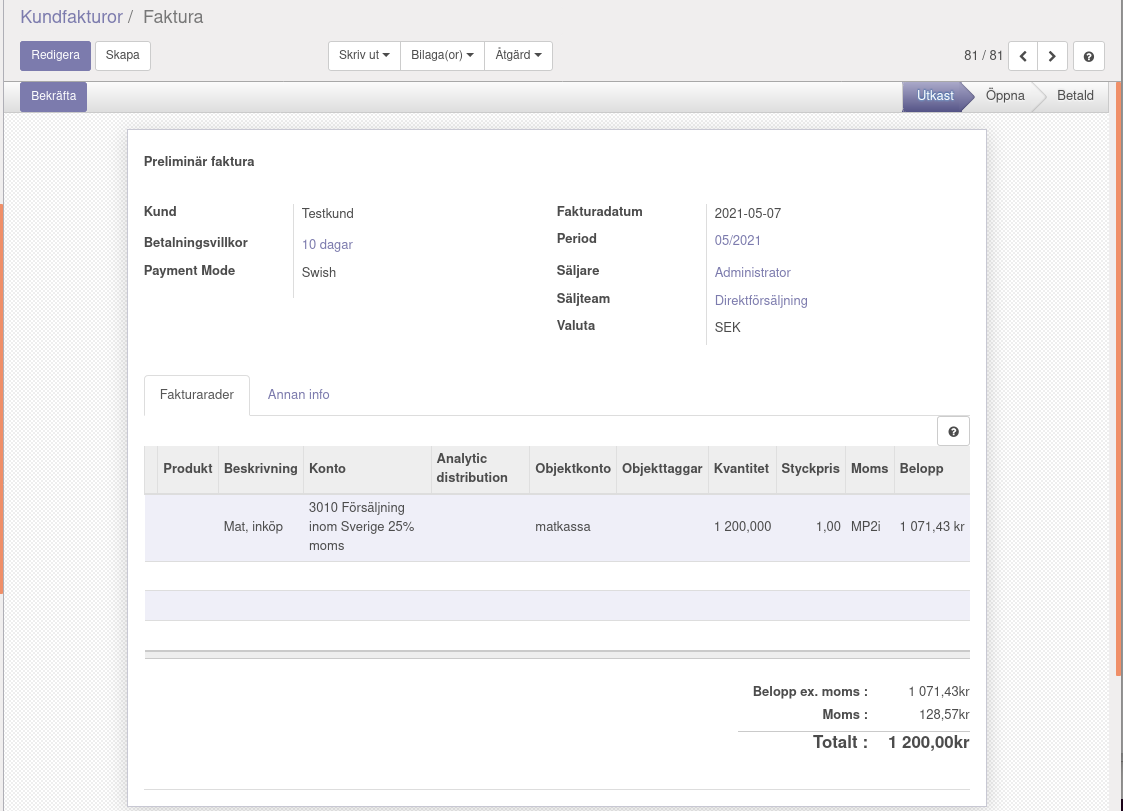 Kundfakturor / Faktura
Redigera Skapa Skriv ut Bilaga(or) Åtgärd 81 / 81
Bekräfta Utkast Öppna Betald
Preliminär faktura
Kund Testkund Fakturadatum 2021-05-07
Betalningsvillkor 10 dagar Period 05/2021
Payment Mode Swish Säljare Administrator
Säljteam Direktförsäljning
Valuta SEK
Fakturarader Annan info
Produkt Beskrivning Konto Analytic distribution Objektkonto Objekttaggar Kvantitet Styckpris Moms Belopp
3010 Försäljning
Mat, inköp inom Sverige 25% matkassa 1 200,000 1,00 MP2i 1 071,43 kr
moms
Belopp ex. moms : 1 071,43kr
Moms : 128,57kr
Totalt : 1 200,00kr